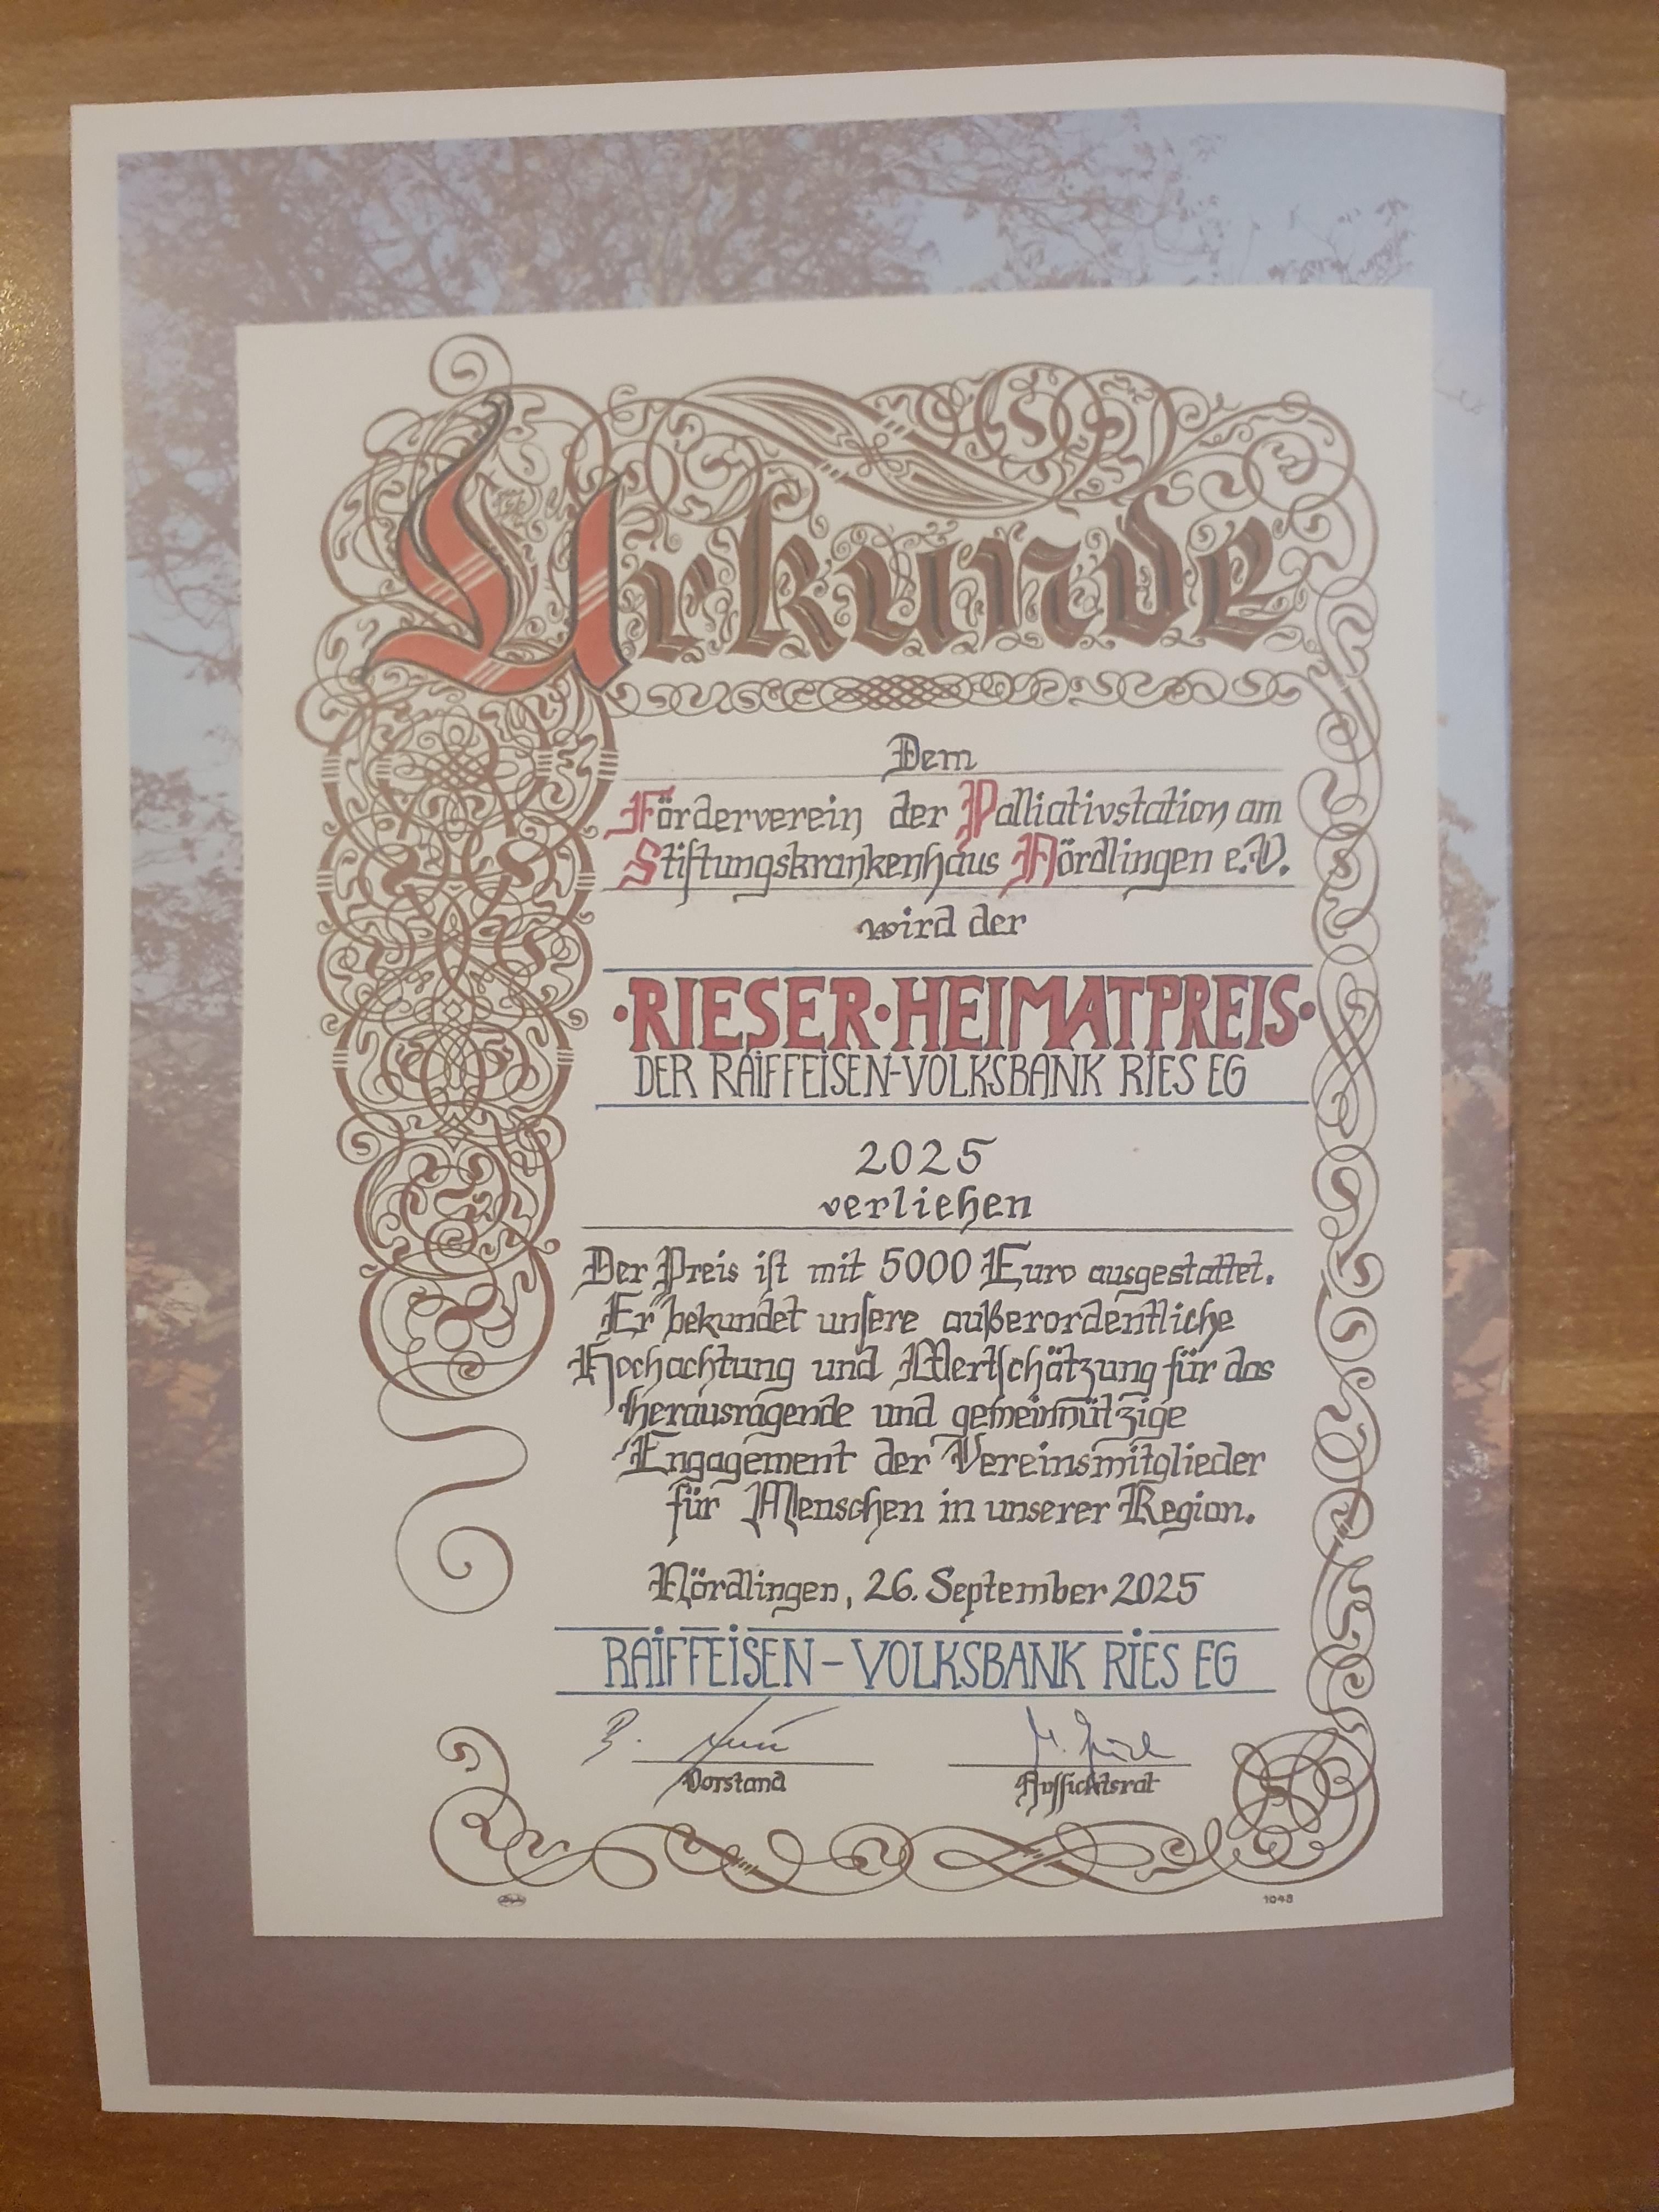 Urkunde
Dem
Förderverein der Palliativstation am
Stiftungskrankenhaus Nördlingen e.V.
wird der
·RIESER·HEIMATPREIS·
DER RAIFFEISEN-VOLKSBANK RIES EG
2025
verliehen
Der Preis iſt mit 5000 Euro ausgestattet.
Er bekundet unſere außerordentliche
Hochachtung und Wertſchätzung für das
herausragende und gemeinnützige
Engagement der Vereinsmitglieder
für Menschen in unserer Region.
Nördlingen, 26. September 2025
RAIFFEISEN - VOLKSBANK RIES EG
Vorstand Aufſichtsrat
1048